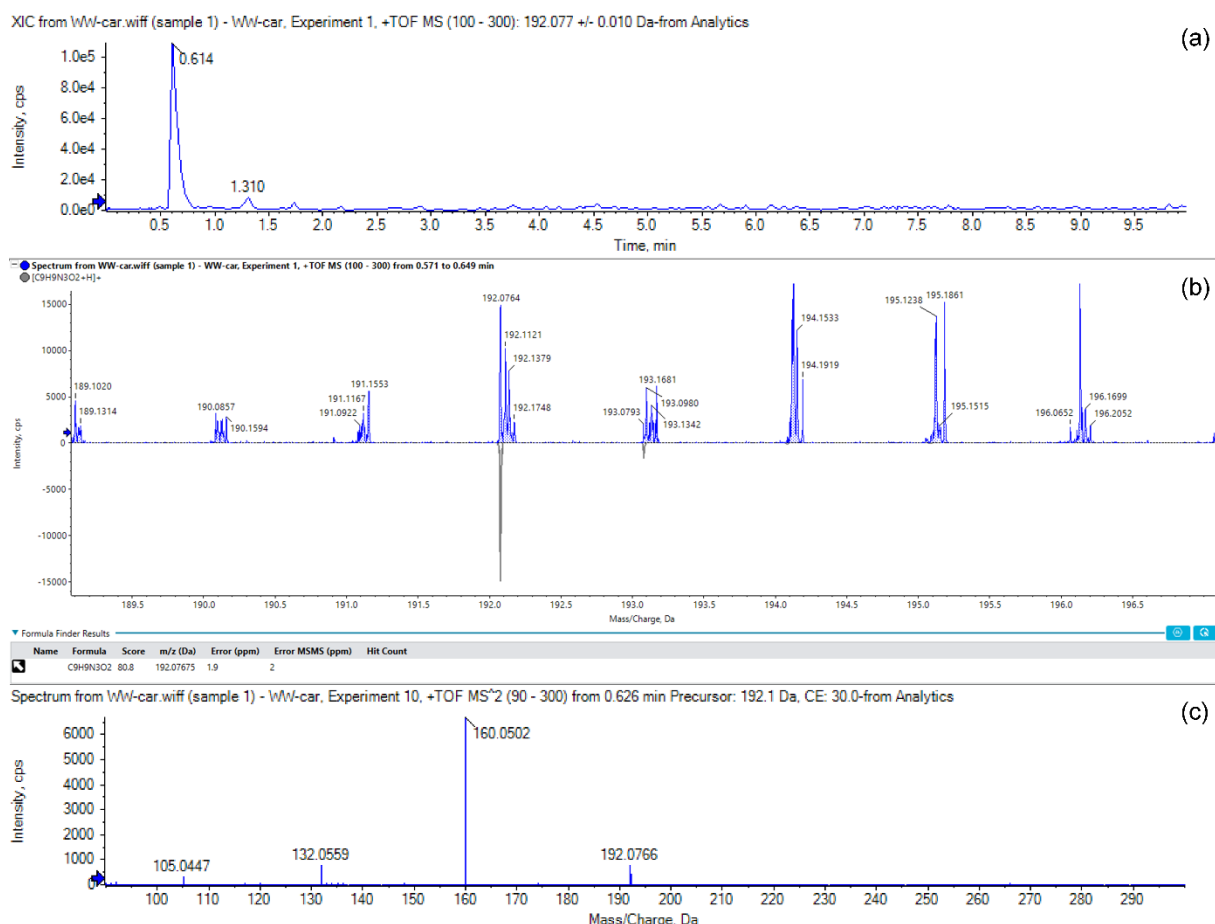 XIC from WW-car.wiff (sample 1) - WW-car, Experiment 1, +TOF MS (100 - 300): 192.077 +/- 0.010 Da-from Analytics
(a)
Intensity, cps
1.0e5
8.0e4
6.0e4
4.0e4
2.0e4
0.0e0
0.614
1.310
0.5 1.0 1.5 2.0 2.5 3.0 3.5 4.0 4.5 5.0 5.5 6.0 6.5 7.0 7.5 8.0 8.5 9.0 9.5
Time, min
Spectrum from WW-car.wiff (sample 1) - WW-car, Experiment 1, +TOF MS (100 - 300) from 0.571 to 0.649 min
[C9H9N3O2+H]+
(b)
Intensity, cps
15000
10000
5000
0
-5000
-10000
-15000
189.1020
189.1314
190.0857
190.1594
191.1553
191.1167
191.0922
192.0764
192.1121
192.1379
192.1748
193.1681
193.0980
193.0793
193.1342
194.1533
194.1919
195.1238
195.1861
195.1515
196.0652
196.1699
196.2052
189.5 190.0 190.5 191.0 191.5 192.0 192.5 193.0 193.5 194.0 194.5 195.0 195.5 196.0 196.5
Mass/Charge, Da
Formula Finder Results
Name Formula Score m/z (Da) Error (ppm) Error MSMS (ppm) Hit Count
C9H9N3O2 80.8 192.07675 1.9 2
Spectrum from WW-car.wiff (sample 1) - WW-car, Experiment 10, +TOF MS^2 (90 - 300) from 0.626 min Precursor: 192.1 Da, CE: 30.0-from Analytics
(c)
Intensity, cps
6000
5000
4000
3000
2000
1000
0
105.0447
132.0559
160.0502
192.0766
100 110 120 130 140 150 160 170 180 190 200 210 220 230 240 250 260 270 280 290
Mass/Charge, Da